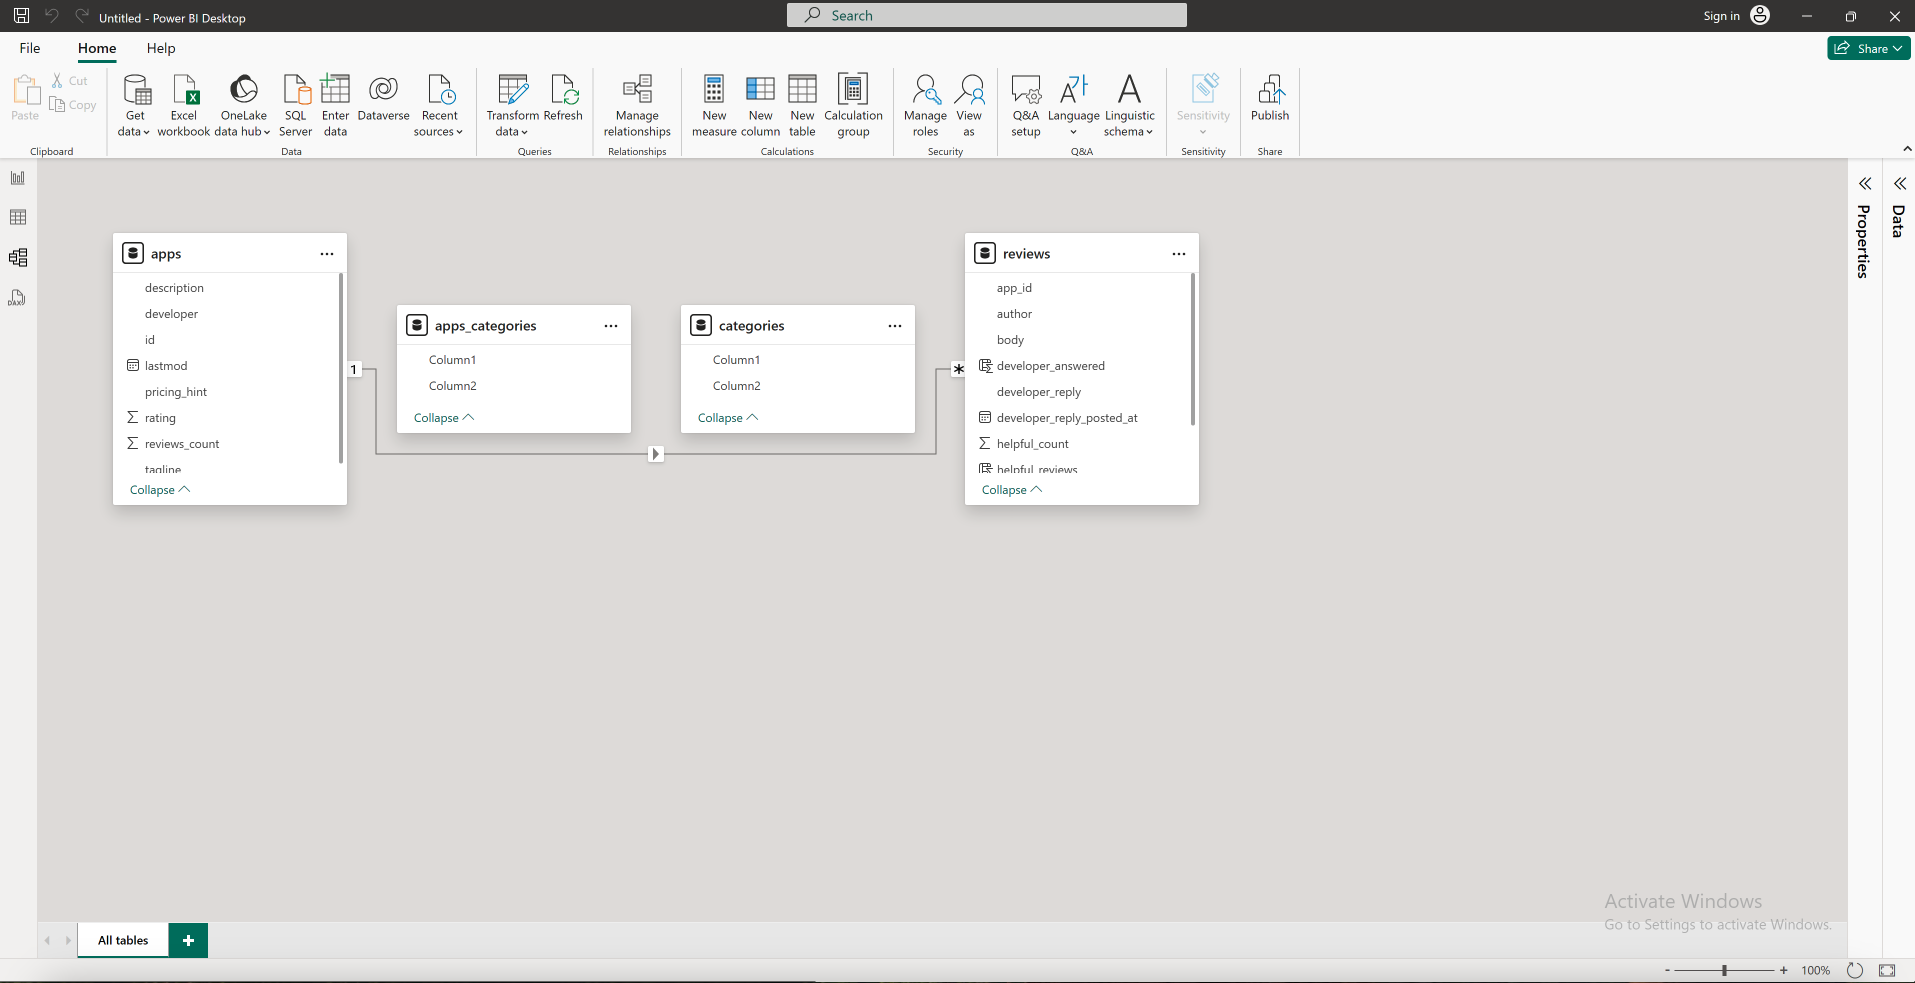 Untitled - Power BI Desktop
Search
Sign in
File
Home
Help
Share
Paste
Cut
Copy
Get data
Excel workbook
OneLake data hub
SQL Server
Enter data
Dataverse
Recent sources
Transform data
Refresh
Manage relationships
New measure
New column
New table
Calculation group
Manage roles
View as
Q&A setup
Language
Linguistic schema
Sensitivity
Publish
Clipboard
Data
Queries
Relationships
Calculations
Security
Q&A
Sensitivity
Share
Properties
Data
apps
description
developer
id
lastmod
pricing_hint
rating
reviews_count
tagline
Collapse
1
apps_categories
Column1
Column2
Collapse
categories
Column1
Column2
Collapse
*
reviews
app_id
author
body
developer_answered
developer_reply
developer_reply_posted_at
helpful_count
helpful_reviews
Collapse
Activate Windows
Go to Settings to activate Windows.
All tables
+
- + 100%